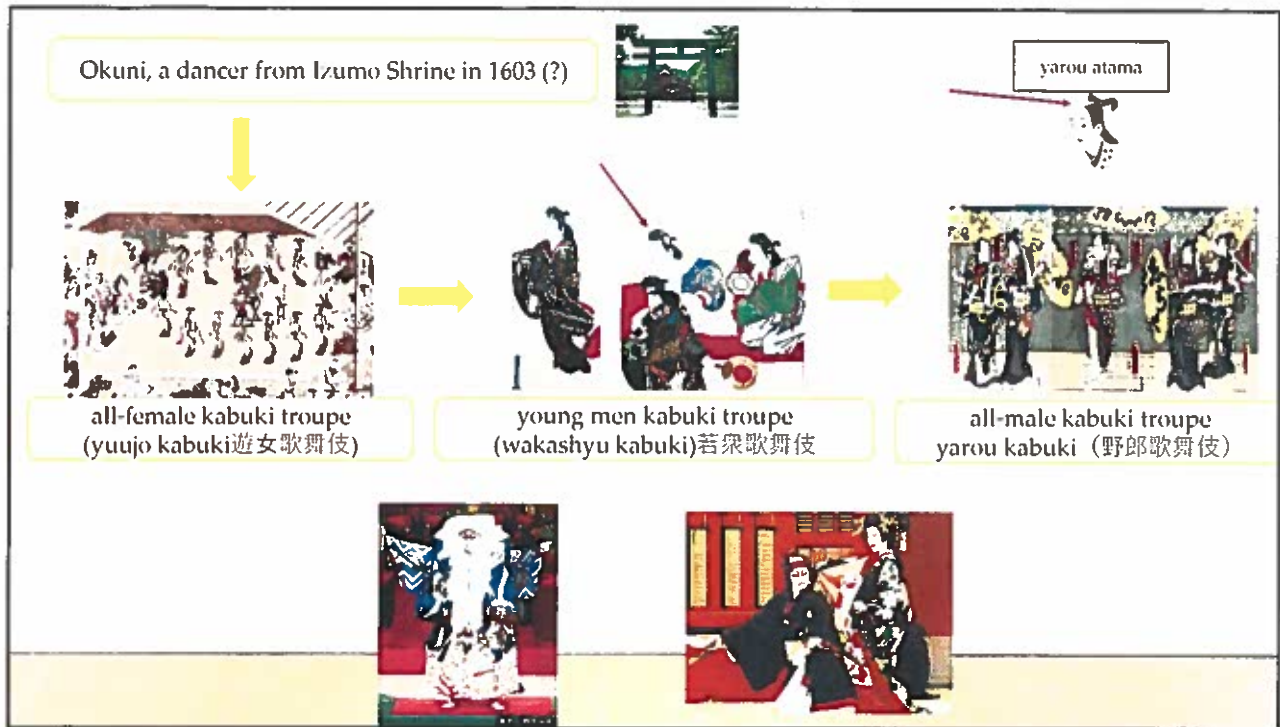 Okuni, a dancer from Izumo Shrine in 1603 (?)
yarou atama
all-female kabuki troupe
(yuujo kabuki遊女歌舞伎)
young men kabuki troupe
(wakashyu kabuki)若衆歌舞伎
all-male kabuki troupe
yarou kabuki（野郎歌舞伎）